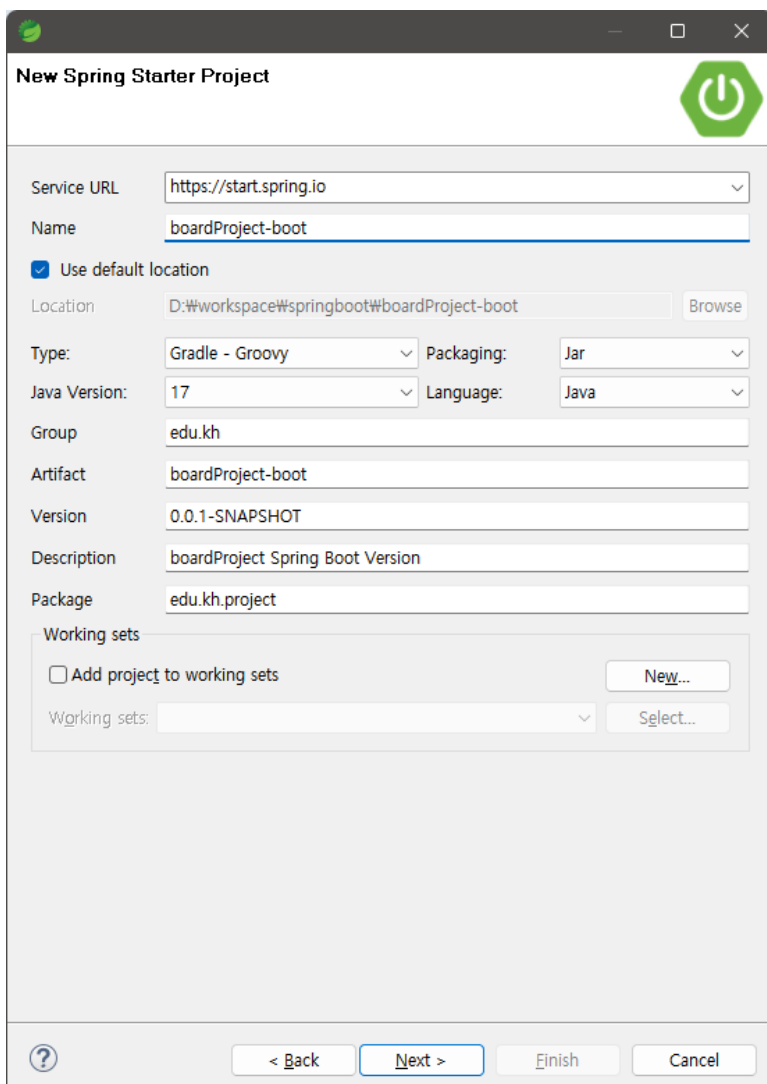 New Spring Starter Project
Service URL https://start.spring.io
Name boardProject-boot
Use default location
Location D:₩workspace₩springboot₩boardProject-boot Browse
Type: Gradle - Groovy Packaging: Jar
Java Version: 17 Language: Java
Group edu.kh
Artifact boardProject-boot
Version 0.0.1-SNAPSHOT
Description boardProject Spring Boot Version
Package edu.kh.project
Working sets
Add project to working sets New...
Working sets: Select...
? < Back Next > Finish Cancel